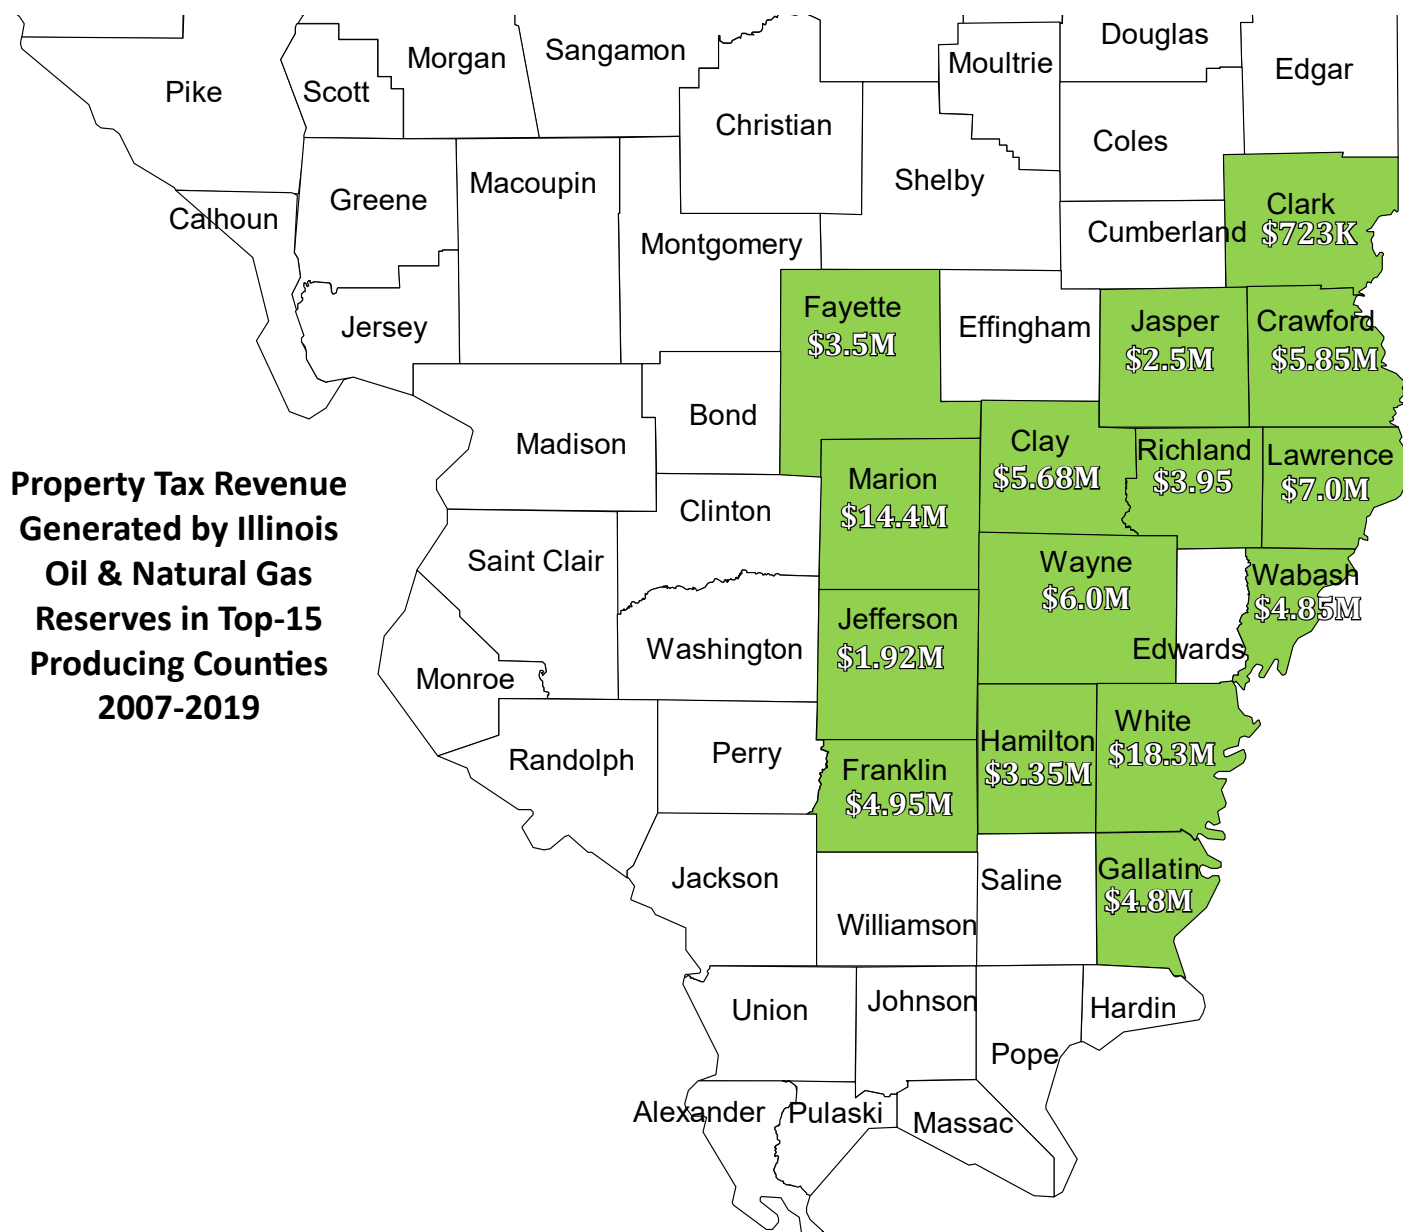 Douglas
Sangamon
Morgan
Moultrie
Edgar
Pike
Scott
Christian
Coles
Shelby
Macoupin
Greene
Clark
$723K
Calhoun
Cumberland
Montgomery
Fayette
$3.5M
Effingham
Jasper
$2.5M
Crawford
$5.85M
Jersey
Bond
Madison
Clay
$5.68M
Richland
$3.95
Lawrence
$7.0M
Marion
$14.4M
Clinton
Property Tax Revenue
Generated by Illinois
Oil & Natural Gas
Reserves in Top-15
Producing Counties
2007-2019
Saint Clair
Wayne
$6.0M
Wabash
$4.85M
Jefferson
$1.92M
Washington
Edwards
Monroe
White
$18.3M
Hamilton
$3.35M
Perry
Randolph
Franklin
$4.95M
Jackson
Saline
Gallatin
$4.8M
Williamson
Union
Johnson
Hardin
Pope
Alexander
Pulaski
Massac